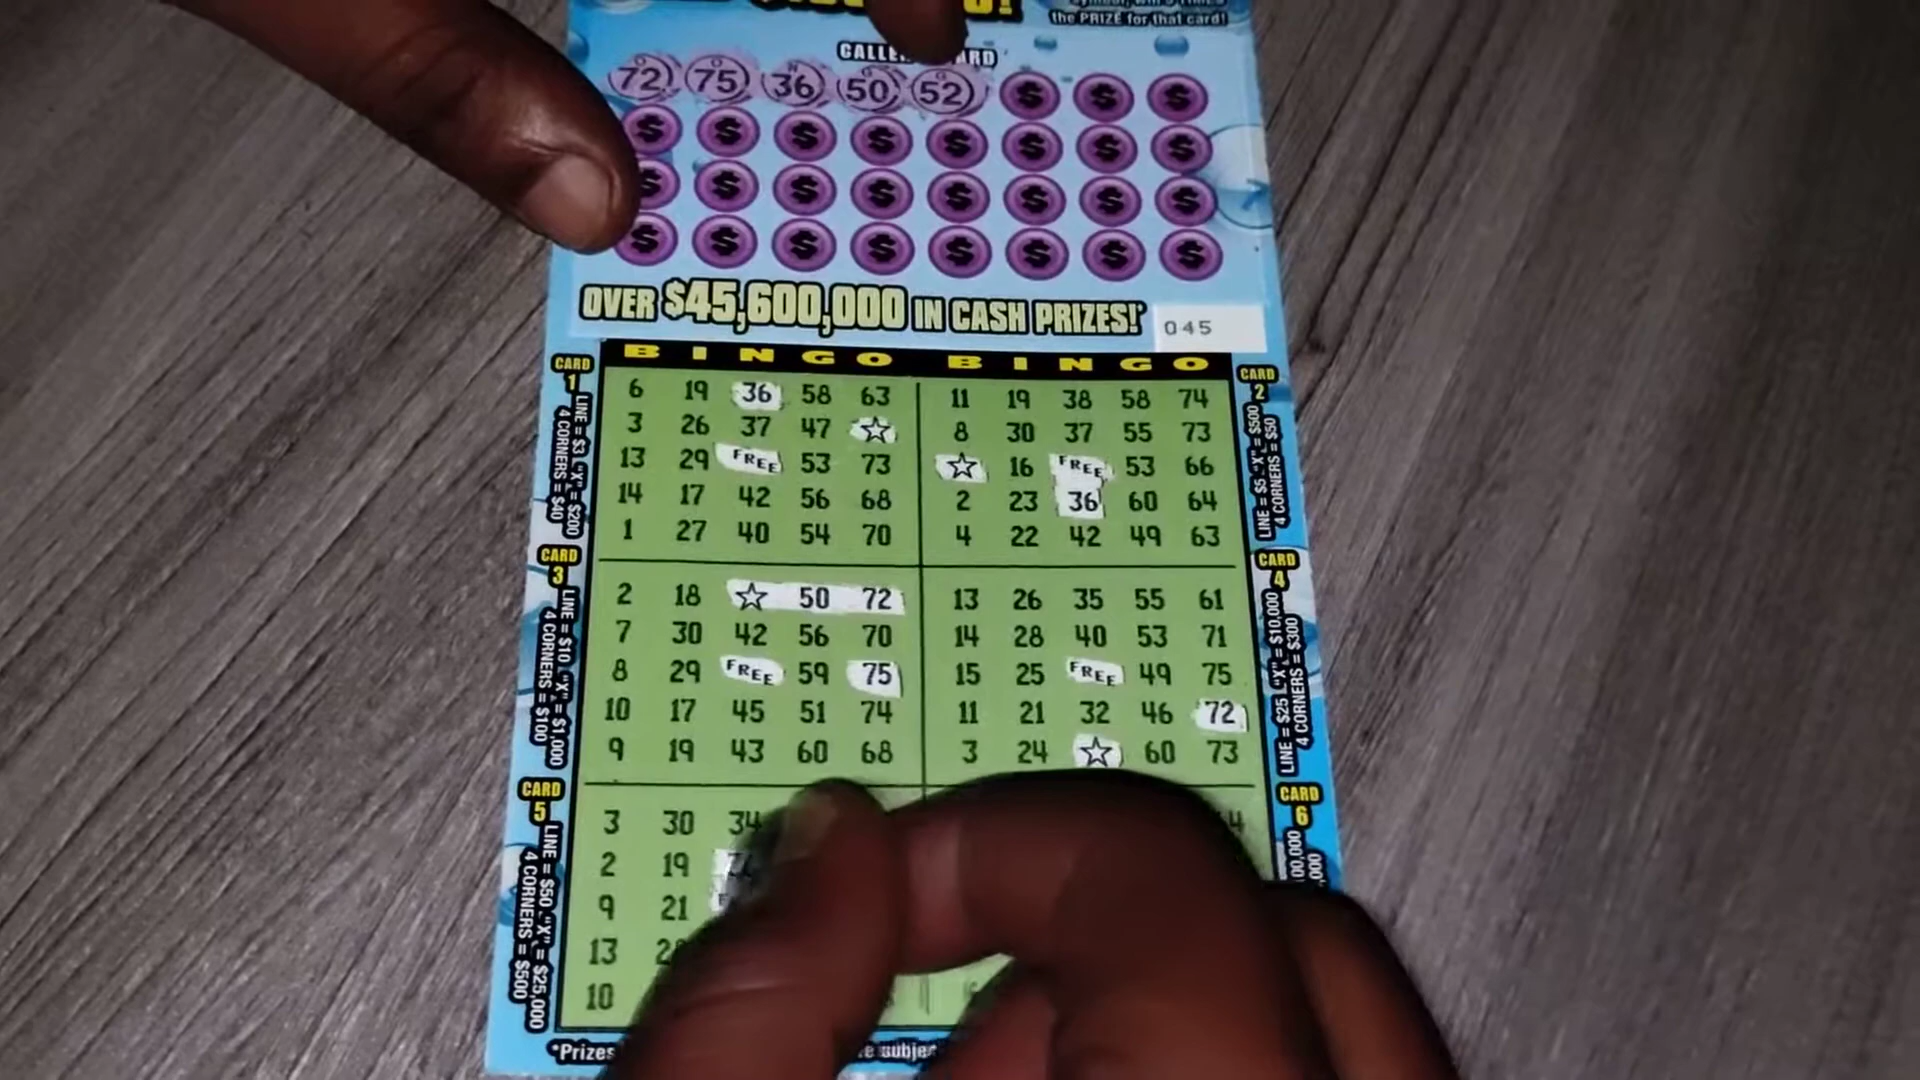 the PRIZE for that card!
O O N G G
72 75 36 50 52 $ $ $
$ $ $ $ $ $ $ $
$ $ $ $ $ $ $ $
$ $ $ $ $ $ $ $
OVER $45,600,000 IN CASH PRIZES!*
045
B I N G O B I N G O
CARD 1
LINE = $3 "X" = $200
4 CORNERS = $40
6 19 36 58 63
3 26 37 47
13 29 FREE 53 73
14 17 42 56 68
1 27 40 54 70
CARD 2
LINE = $5 "X" = $500
4 CORNERS = $50
11 19 38 58 74
8 30 37 55 73
16 FREE 53 66
2 23 36 60 64
4 22 42 49 63
CARD 3
LINE = $10 "X" = $1,000
4 CORNERS = $100
2 18 50 72
7 30 42 56 70
8 29 FREE 59 75
10 17 45 51 74
9 19 43 60 68
CARD 4
LINE = $25 "X" = $10,000
4 CORNERS = $300
13 26 35 55 61
14 28 40 53 71
15 25 FREE 49 75
11 21 32 46 72
3 24 60 73
CARD 5
LINE = $50 "X" = $25,000
4 CORNERS = $500
3 30 34
2 19
9 21
13
10
CARD 6
*Prizes